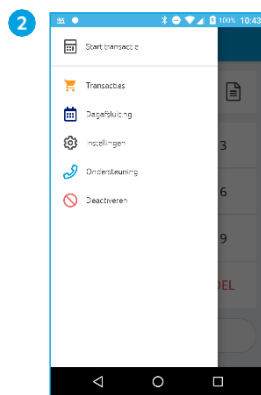 2
100% 10:43
Start transactie
Transacties
Dagafsluiting
3
Instellingen
Ondersteuning
6
Deactiveren
9
DEL